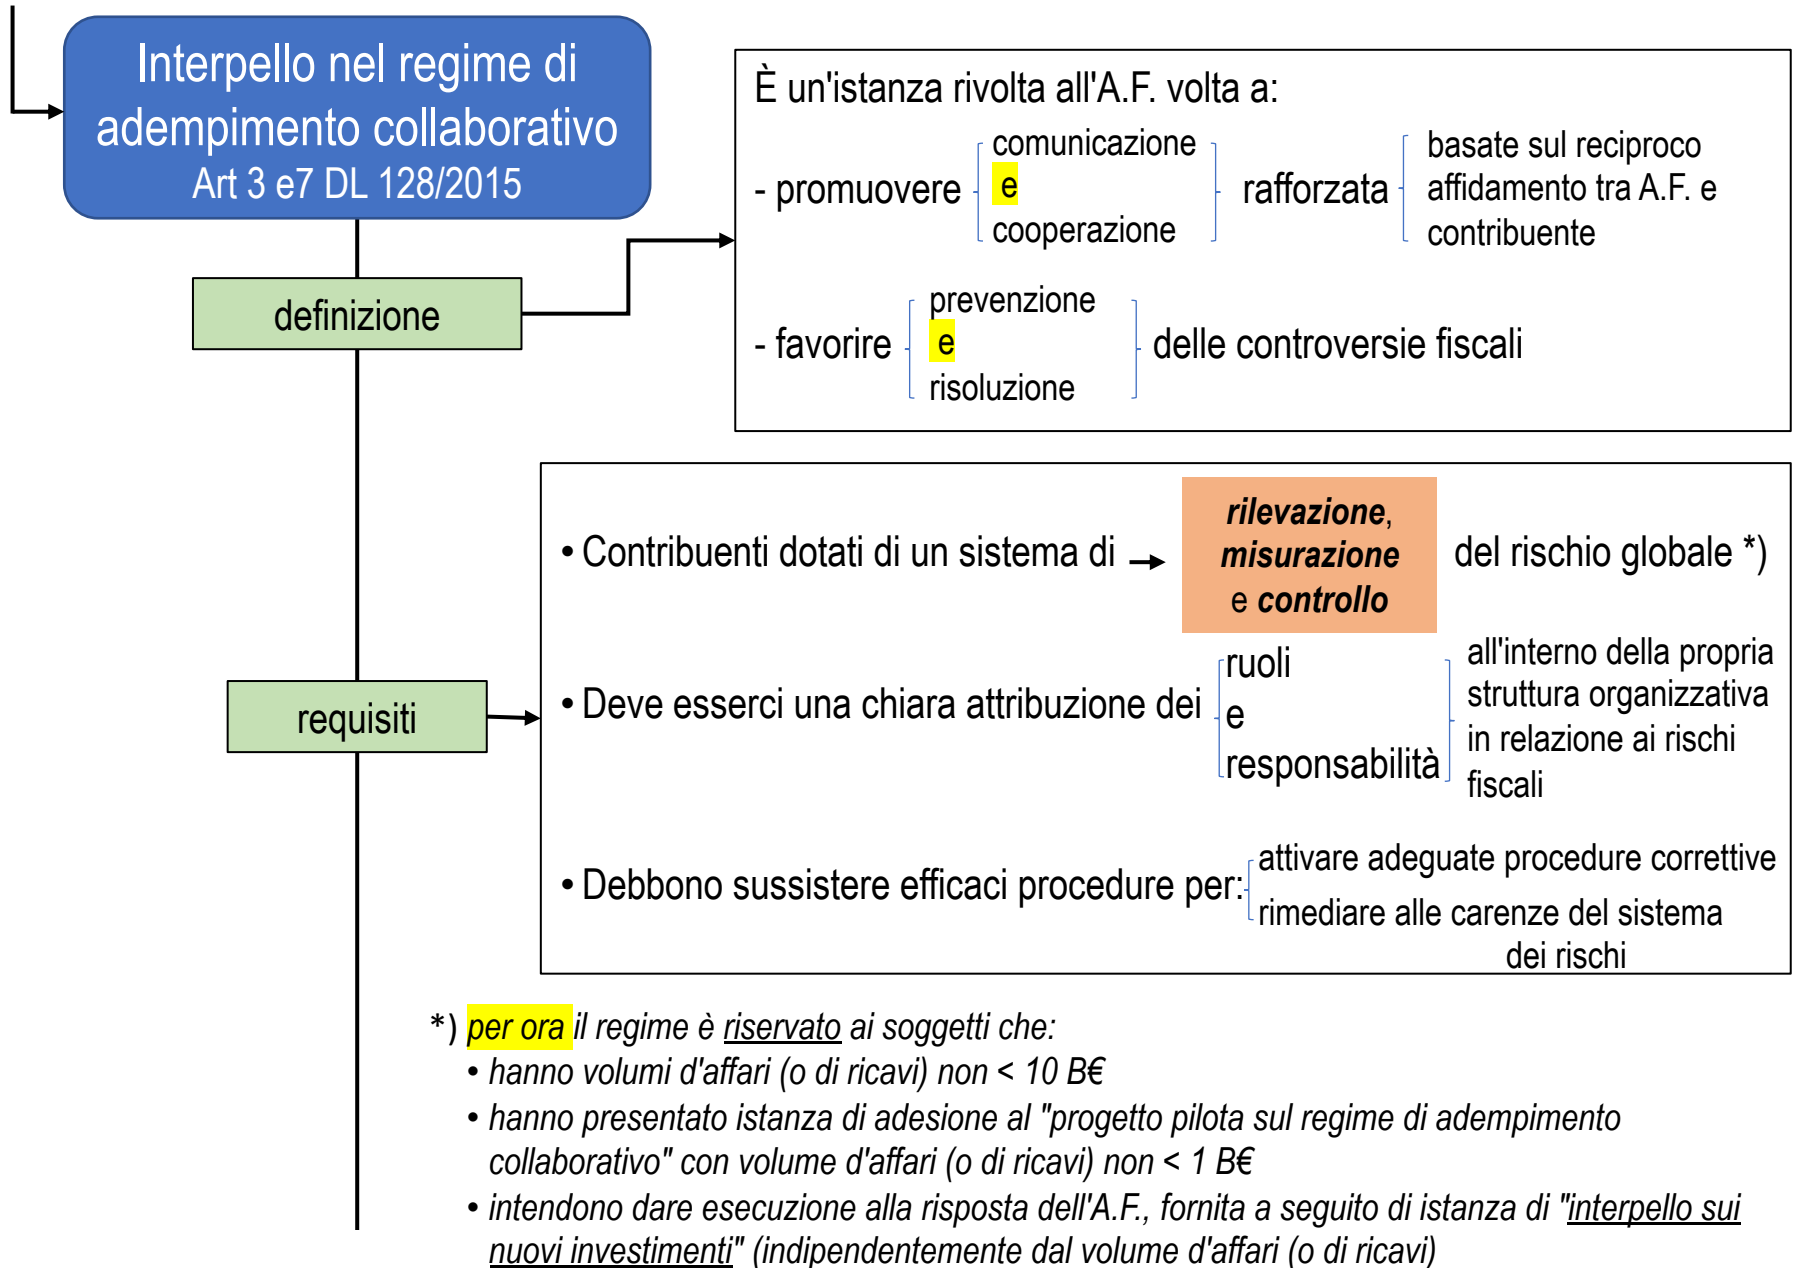 Interpello nel regime di
adempimento collaborativo
Art 3 e7 DL 128/2015
definizione
È un'istanza rivolta all'A.F. volta a:
- promuovere
comunicazione
e
cooperazione
rafforzata
basate sul reciproco
affidamento tra A.F. e
contribuente
- favorire
prevenzione
e
risoluzione
delle controversie fiscali
requisiti
• Contribuenti dotati di un sistema di
rilevazione,
misurazione
e controllo
del rischio globale *)
• Deve esserci una chiara attribuzione dei
ruoli
e
responsabilità
all'interno della propria
struttura organizzativa
in relazione ai rischi
fiscali
• Debbono sussistere efficaci procedure per:
attivare adeguate procedure correttive
rimediare alle carenze del sistema
dei rischi
*) per ora il regime è riservato ai soggetti che:
• hanno volumi d'affari (o di ricavi) non < 10 B€
• hanno presentato istanza di adesione al "progetto pilota sul regime di adempimento
collaborativo" con volume d'affari (o di ricavi) non < 1 B€
• intendono dare esecuzione alla risposta dell'A.F., fornita a seguito di istanza di "interpello sui
nuovi investimenti" (indipendentemente dal volume d'affari (o di ricavi)